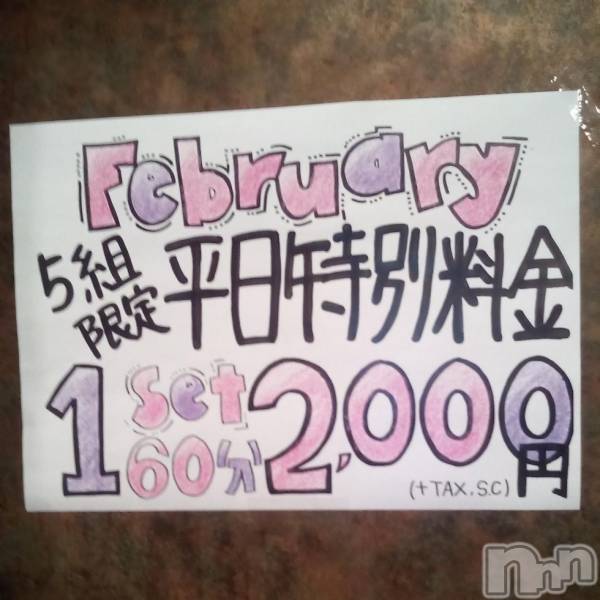 February
5組限定 平日特別料金
1 Set 60分 2,000円
(+TAX.S.C)
nnn